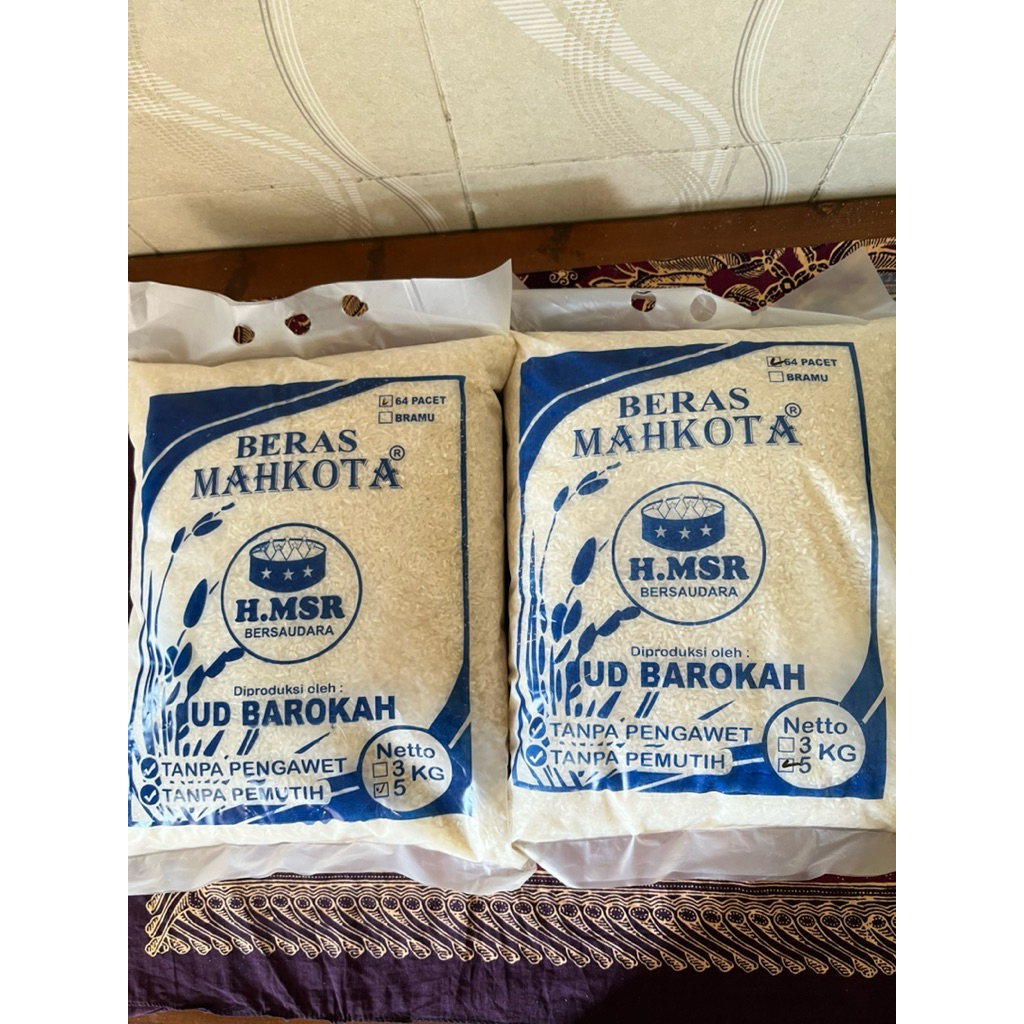 64 PACET
BRAMU
BERAS
MAHKOTA ®
H.MSR
BERSAUDARA
Diproduksi oleh :
UD BAROKAH
TANPA PENGAWET
TANPA PEMUTIH
Netto
3 KG
5
64 PACET
BRAMU
BERAS
MAHKOTA ®
H.MSR
BERSAUDARA
Diproduksi oleh :
UD BAROKAH
TANPA PENGAWET
TANPA PEMUTIH
Netto
3 KG
5